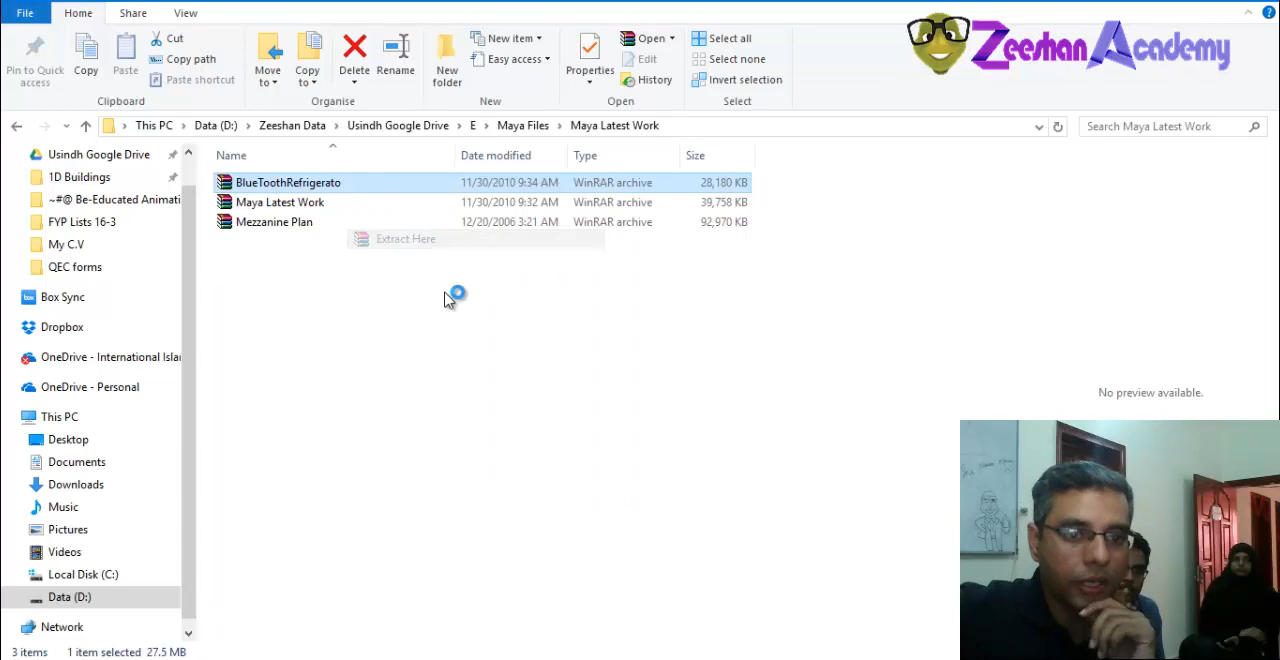 File Home Share View
Zeeshan Academy
Pin to Quick access
Copy
Paste
Cut
Copy path
Paste shortcut
Move to
Copy to
Delete
Rename
New folder
New item
Easy access
Properties
Open
Edit
History
Select all
Select none
Invert selection
Clipboard Organise New Open Select
This PC > Data (D:) > Zeeshan Data > Usindh Google Drive > E > Maya Files > Maya Latest Work
Search Maya Latest Work
Name Date modified Type Size
BlueToothRefrigerato 11/30/2010 9:34 AM WinRAR archive 28,180 KB
Maya Latest Work 11/30/2010 9:32 AM WinRAR archive 39,758 KB
Mezzanine Plan 12/20/2006 3:21 AM WinRAR archive 92,970 KB
Extract Here
Usindh Google Drive
1D Buildings
~#@ Be-Educated Animati
FYP Lists 16-3
My C.V
QEC forms
box
Box Sync
Dropbox
OneDrive - International Isla
OneDrive - Personal
This PC
Desktop
Documents
Downloads
Music
Pictures
Videos
Local Disk (C:)
Data (D:)
Network
No preview available.
3 items 1 item selected 27.5 MB